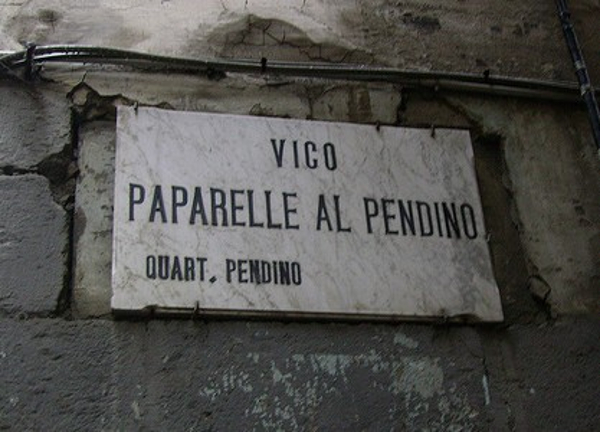 VICO
PAPARELLE AL PENDINO
QUART. PENDINO